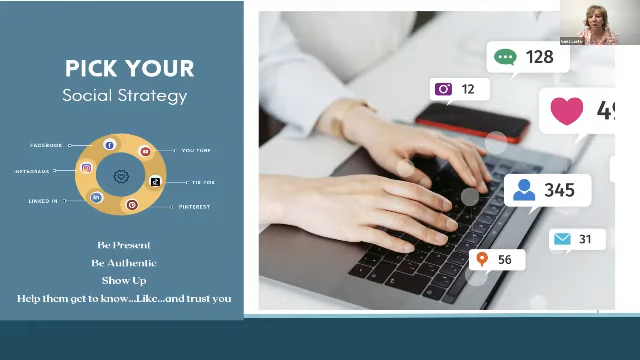 PICK YOUR
Social Strategy
FACEBOOK
YOU TUBE
INSTAGRAMS
TIK TOK
LINKED IN
PINTEREST
Be Present
Be Authentic
Show Up
Help them get to know...Like...and trust you
128
12
345
31
56